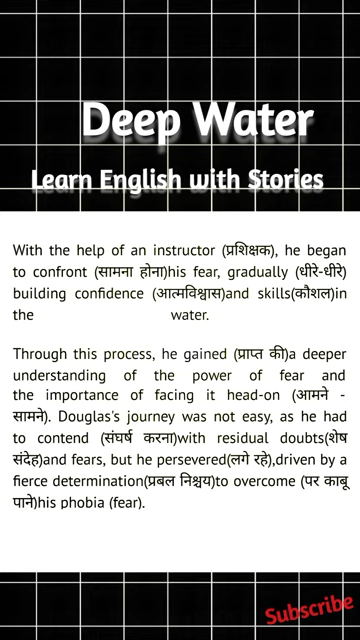 Deep Water
Learn English with Stories
With the help of an instructor (प्रशिक्षक), he began
to confront (सामना होना)his fear, gradually (धीरे-धीरे)
building confidence (आत्मविश्वास)and skills(कौशल)in
the water.
Through this process, he gained (प्राप्त की)a deeper
understanding of the power of fear and
the importance of facing it head-on (आमने -
सामने). Douglas's journey was not easy, as he had
to contend (संघर्ष करना)with residual doubts(शेष
संदेह)and fears, but he persevered(लगे रहे),driven by a
fierce determination(प्रबल निश्चय)to overcome (पर काबू
पाने)his phobia (fear).
Subscribe